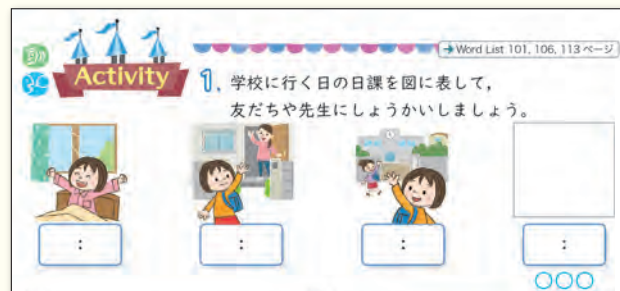 →Word List 101, 106, 113 ページ
Activity
1. 学校に行く日の日課を図に表して，
友だちや先生にしょうかいしましょう。
: : : :
○○○